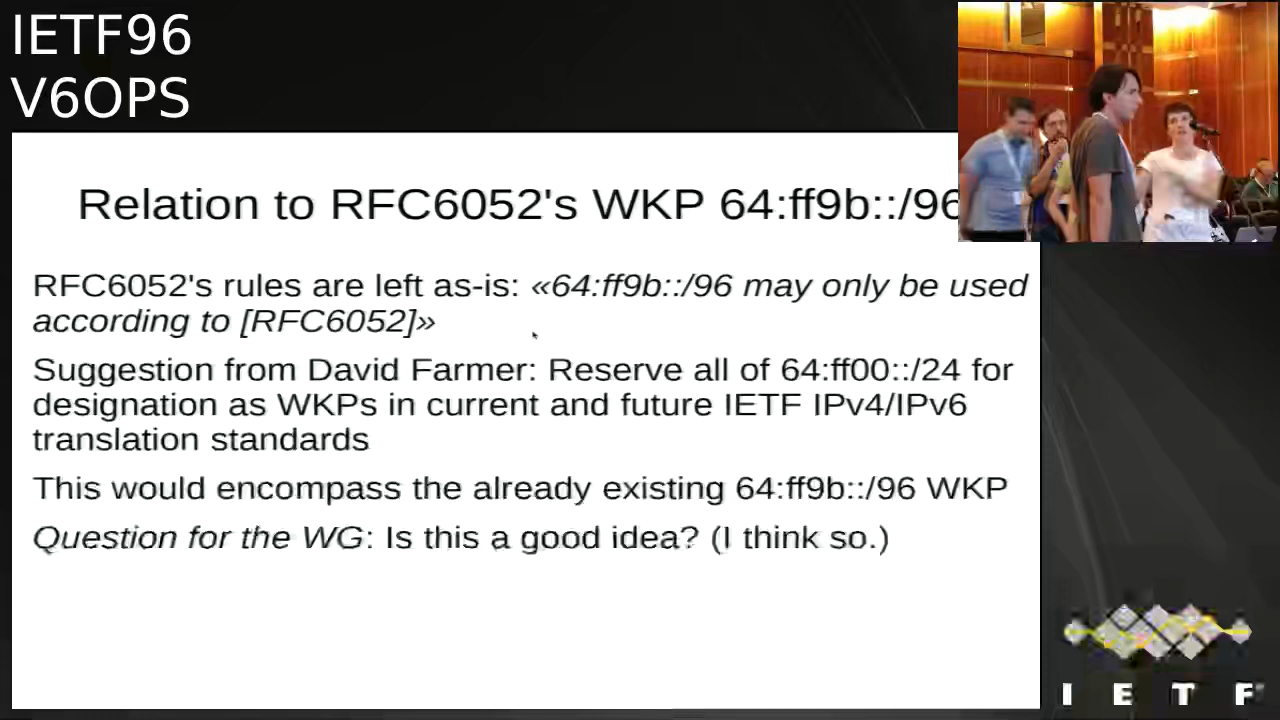 IETF96
V6OPS
Relation to RFC6052's WKP 64:ff9b::/96
RFC6052's rules are left as-is: «64:ff9b::/96 may only be used
according to [RFC6052]»
Suggestion from David Farmer: Reserve all of 64:ff00::/24 for
designation as WKPs in current and future IETF IPv4/IPv6
translation standards
This would encompass the already existing 64:ff9b::/96 WKP
Question for the WG: Is this a good idea? (I think so.)
I E T F